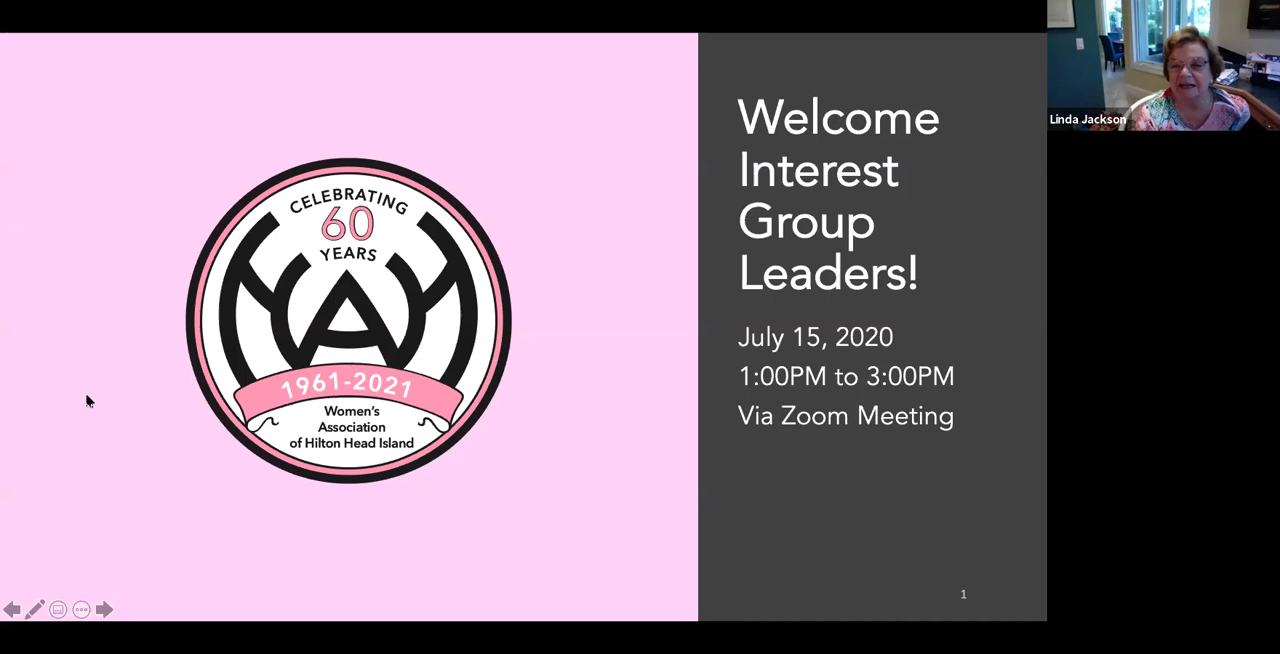 CELEBRATING
60
YEARS
1961-2021
Women's
Association
of Hilton Head Island
Welcome
Interest
Group
Leaders!
July 15, 2020
1:00PM to 3:00PM
Via Zoom Meeting
1
Linda Jackson